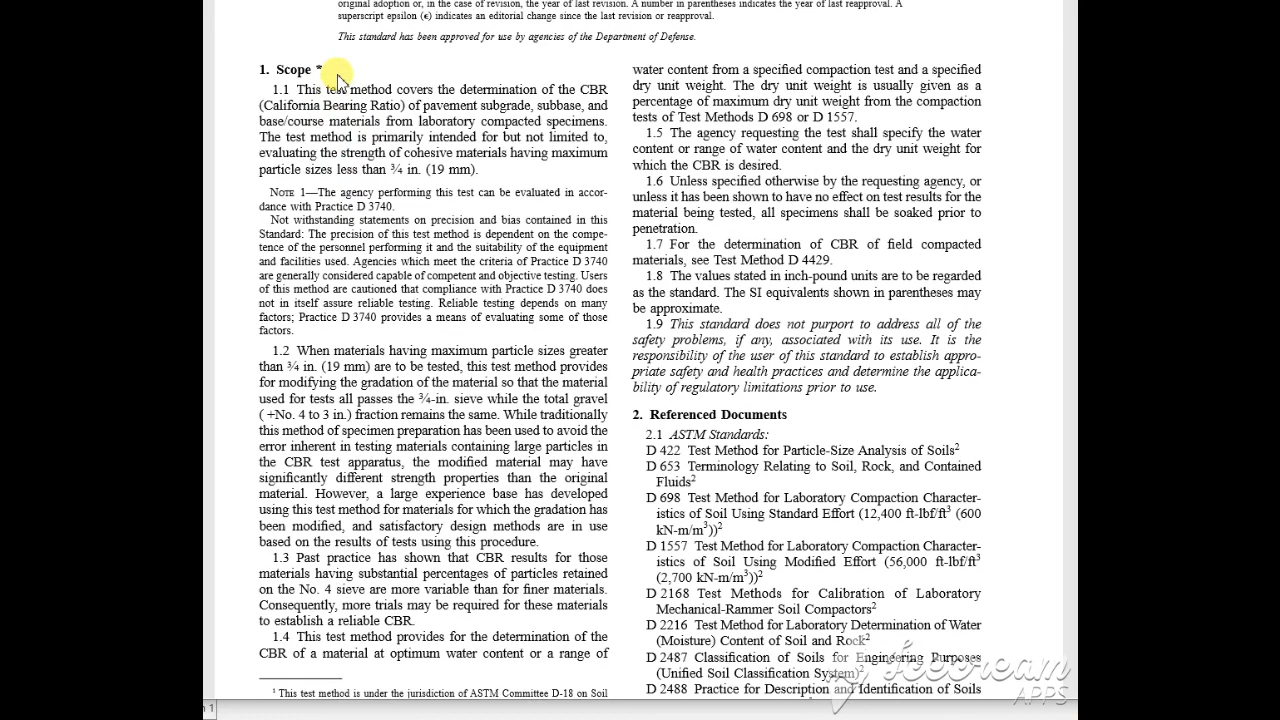 original adoption or, in the case of revision, the year of last revision. A number in parentheses indicates the year of last reapproval. A
superscript epsilon (ϵ) indicates an editorial change since the last revision or reapproval.
This standard has been approved for use by agencies of the Department of Defense.
1. Scope *
1.1 This test method covers the determination of the CBR
(California Bearing Ratio) of pavement subgrade, subbase, and
base/course materials from laboratory compacted specimens.
The test method is primarily intended for but not limited to,
evaluating the strength of cohesive materials having maximum
particle sizes less than 3⁄4 in. (19 mm).
NOTE 1—The agency performing this test can be evaluated in accor-
dance with Practice D 3740.
Not withstanding statements on precision and bias contained in this
Standard: The precision of this test method is dependent on the compe-
tence of the personnel performing it and the suitability of the equipment
and facilities used. Agencies which meet the criteria of Practice D 3740
are generally considered capable of competent and objective testing. Users
of this method are cautioned that compliance with Practice D 3740 does
not in itself assure reliable testing. Reliable testing depends on many
factors; Practice D 3740 provides a means of evaluating some of those
factors.
1.2 When materials having maximum particle sizes greater
than 3⁄4 in. (19 mm) are to be tested, this test method provides
for modifying the gradation of the material so that the material
used for tests all passes the 3⁄4-in. sieve while the total gravel
( +No. 4 to 3 in.) fraction remains the same. While traditionally
this method of specimen preparation has been used to avoid the
error inherent in testing materials containing large particles in
the CBR test apparatus, the modified material may have
significantly different strength properties than the original
material. However, a large experience base has developed
using this test method for materials for which the gradation has
been modified, and satisfactory design methods are in use
based on the results of tests using this procedure.
1.3 Past practice has shown that CBR results for those
materials having substantial percentages of particles retained
on the No. 4 sieve are more variable than for finer materials.
Consequently, more trials may be required for these materials
to establish a reliable CBR.
1.4 This test method provides for the determination of the
CBR of a material at optimum water content or a range of
1 This test method is under the jurisdiction of ASTM Committee D-18 on Soil
water content from a specified compaction test and a specified
dry unit weight. The dry unit weight is usually given as a
percentage of maximum dry unit weight from the compaction
tests of Test Methods D 698 or D 1557.
1.5 The agency requesting the test shall specify the water
content or range of water content and the dry unit weight for
which the CBR is desired.
1.6 Unless specified otherwise by the requesting agency, or
unless it has been shown to have no effect on test results for the
material being tested, all specimens shall be soaked prior to
penetration.
1.7 For the determination of CBR of field compacted
materials, see Test Method D 4429.
1.8 The values stated in inch-pound units are to be regarded
as the standard. The SI equivalents shown in parentheses may
be approximate.
1.9 This standard does not purport to address all of the
safety problems, if any, associated with its use. It is the
responsibility of the user of this standard to establish appro-
priate safety and health practices and determine the applica-
bility of regulatory limitations prior to use.
2. Referenced Documents
2.1 ASTM Standards:
D 422 Test Method for Particle-Size Analysis of Soils2
D 653 Terminology Relating to Soil, Rock, and Contained
Fluids2
D 698 Test Method for Laboratory Compaction Character-
istics of Soil Using Standard Effort (12,400 ft-lbf/ft3 (600
kN-m/m3))2
D 1557 Test Method for Laboratory Compaction Character-
istics of Soil Using Modified Effort (56,000 ft-lbf/ft3
(2,700 kN-m/m3))2
D 2168 Test Methods for Calibration of Laboratory
Mechanical-Rammer Soil Compactors2
D 2216 Test Method for Laboratory Determination of Water
(Moisture) Content of Soil and Rock2
D 2487 Classification of Soils for Engineering Purposes
(Unified Soil Classification System)2
D 2488 Practice for Description and Identification of Soils
icecream
APPS